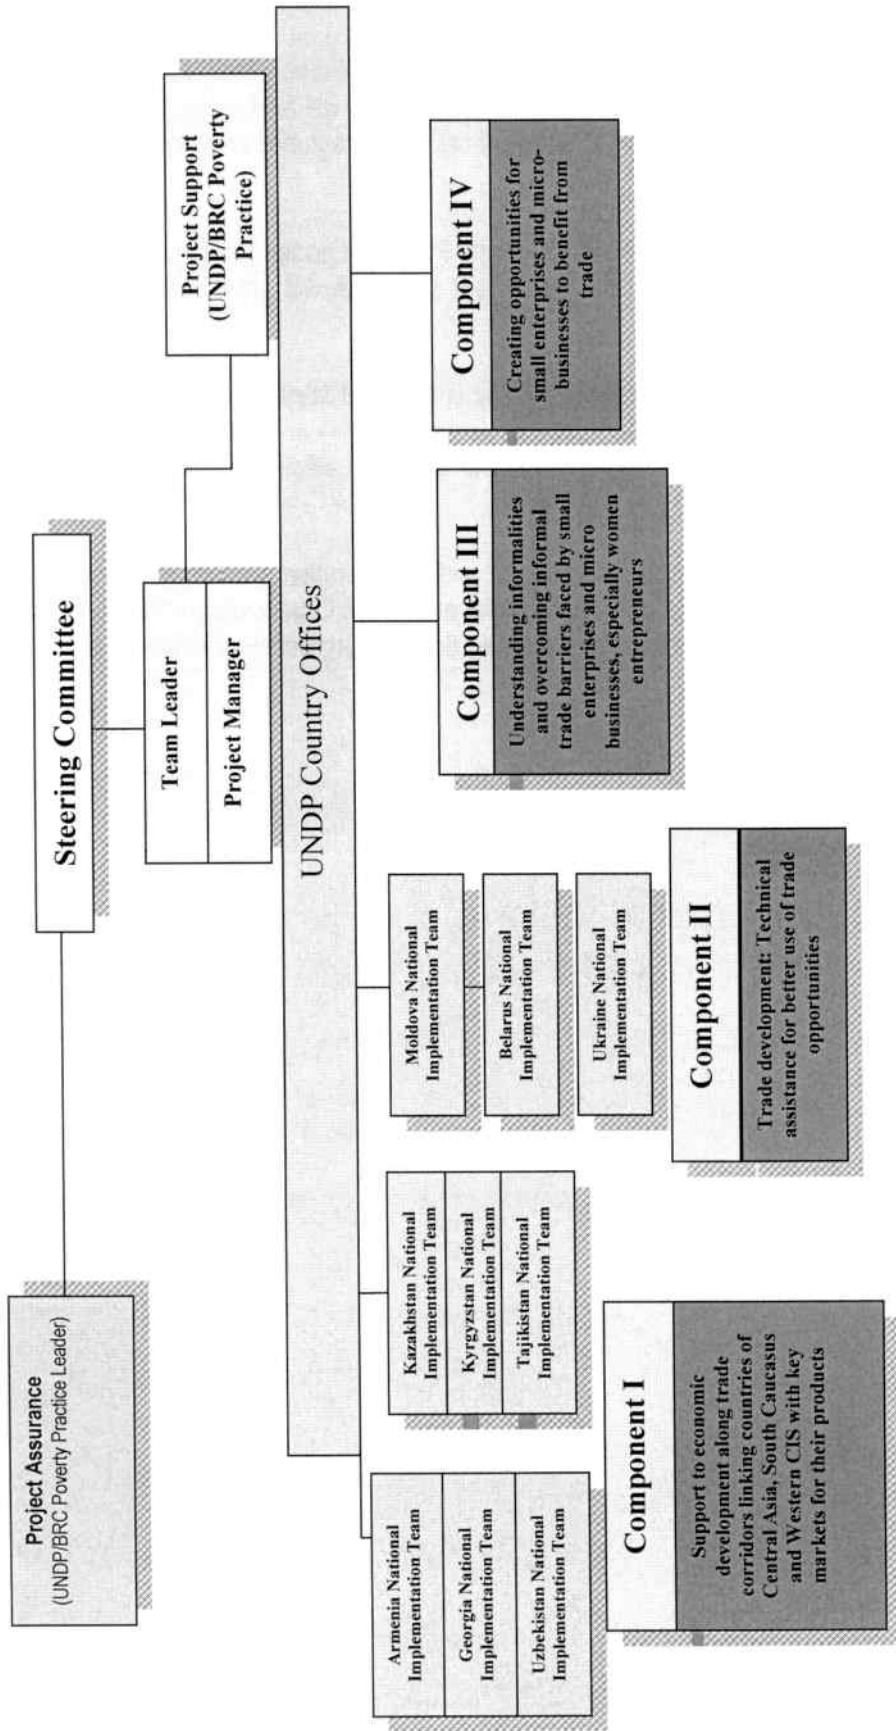 Project Assurance
(UNDP/BRC Poverty Practice Leader)
Steering Committee
Team Leader
Project Manager
Project Support
(UNDP/BRC Poverty
Practice)
UNDP Country Offices
Armenia National
Implementation Team
Georgia National
Implementation Team
Uzbekistan National
Implementation Team
Kazakhstan National
Implementation Team
Kyrgyzstan National
Implementation Team
Tajikistan National
Implementation Team
Component I
Support to economic
development along trade
corridors linking countries of
Central Asia, South Caucasus
and Western CIS with key
markets for their products
Moldova National
Implementation Team
Belarus National
Implementation Team
Ukraine National
Implementation Team
Component II
Trade development: Technical
assistance for better use of trade
opportunities
Component III
Understanding informalities
and overcoming informal
trade barriers faced by small
enterprises and micro
businesses, especially women
entrepreneurs
Component IV
Creating opportunities for
small enterprises and micro-
businesses to benefit from
trade